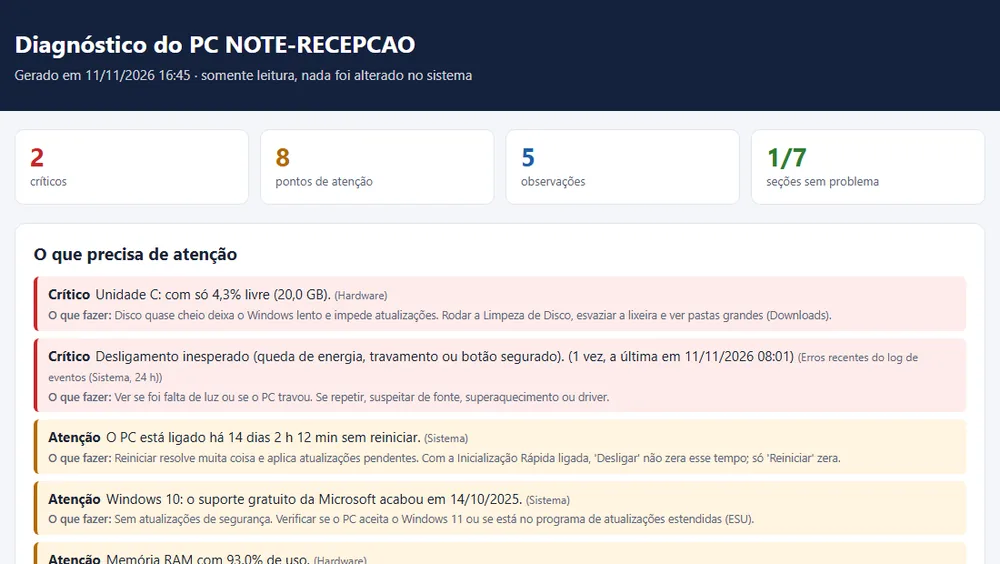 Diagnóstico do PC NOTE-RECEPCAO
Gerado em 11/11/2026 16:45 · somente leitura, nada foi alterado no sistema
2
críticos
8
pontos de atenção
5
observações
1/7
seções sem problema
O que precisa de atenção
Crítico Unidade C: com só 4,3% livre (20,0 GB). (Hardware)
O que fazer: Disco quase cheio deixa o Windows lento e impede atualizações. Rodar a Limpeza de Disco, esvaziar a lixeira e ver pastas grandes (Downloads).
Crítico Desligamento inesperado (queda de energia, travamento ou botão segurado). (1 vez, a última em 11/11/2026 08:01) (Erros recentes do log de
eventos (Sistema, 24 h))
O que fazer: Ver se foi falta de luz ou se o PC travou. Se repetir, suspeitar de fonte, superaquecimento ou driver.
Atenção O PC está ligado há 14 dias 2 h 12 min sem reiniciar. (Sistema)
O que fazer: Reiniciar resolve muita coisa e aplica atualizações pendentes. Com a Inicialização Rápida ligada, 'Desligar' não zera esse tempo; só 'Reiniciar' zera.
Atenção Windows 10: o suporte gratuito da Microsoft acabou em 14/10/2025. (Sistema)
O que fazer: Sem atualizações de segurança. Verificar se o PC aceita o Windows 11 ou se está no programa de atualizações estendidas (ESU).
Atenção Memória RAM com 93,0% de uso. (Hardware)